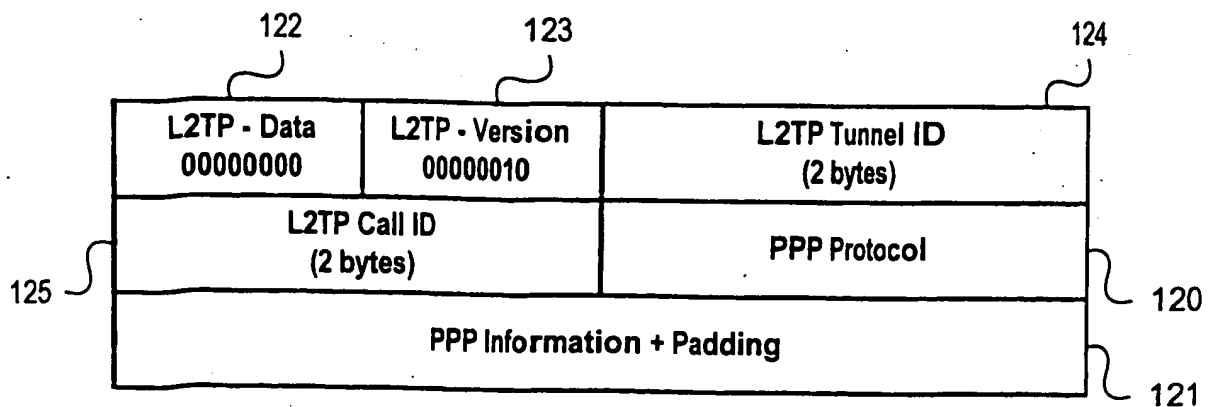 122
123
124
L2TP - Data
00000000
L2TP - Version
00000010
L2TP Tunnel ID
(2 bytes)
L2TP Call ID
(2 bytes)
PPP Protocol
125
120
PPP Information + Padding
121